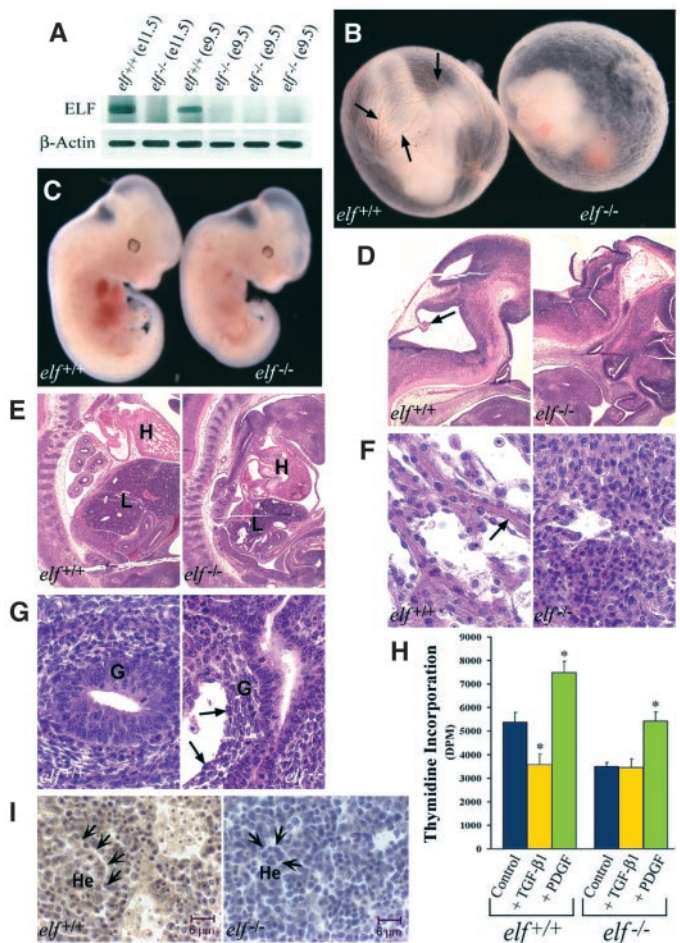 A
elf+/+ (e11.5)
elf-/- (e11.5)
elf+/+ (e9.5)
elf-/- (e9.5)
elf-/- (e9.5)
elf-/- (e9.5)
ELF
β-Actin
B
elf+/+
elf-/-
C
elf+/+
elf-/-
D
elf+/+
elf-/-
E
H
L
elf+/+
H
L
elf-/-
F
elf+/+
elf-/-
G
G
elf+/+
G
elf-/-
H
Thymidine Incorporation
(DPM)
9000
8000
7000
6000
5000
4000
3000
2000
1000
0
*
*
*
Control
+ TGF-β1
+ PDGF
Control
+ TGF-β1
+ PDGF
elf+/+
elf-/-
I
He
elf+/+
6 µm
He
elf-/-
6 µm